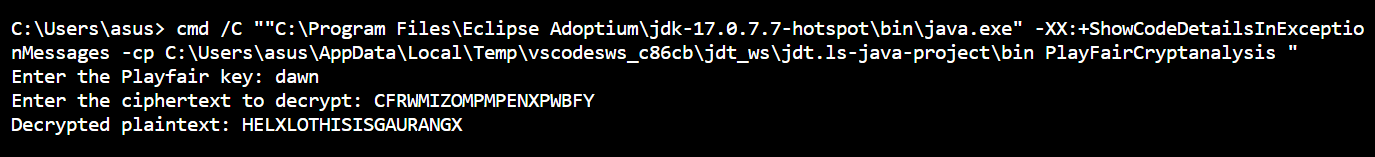 C:\Users\asus> cmd /C ""C:\Program Files\Eclipse Adoptium\jdk-17.0.7.7-hotspot\bin\java.exe" -XX:+ShowCodeDetailsInExceptio
nMessages -cp C:\Users\asus\AppData\Local\Temp\vscodesws_c86cb\jdt_ws\jdt.ls-java-project\bin PlayFairCryptanalysis "
Enter the Playfair key: dawn
Enter the ciphertext to decrypt: CFRWMIZOMPMPENXPWBFY
Decrypted plaintext: HELXLOTHISISGAURANGX